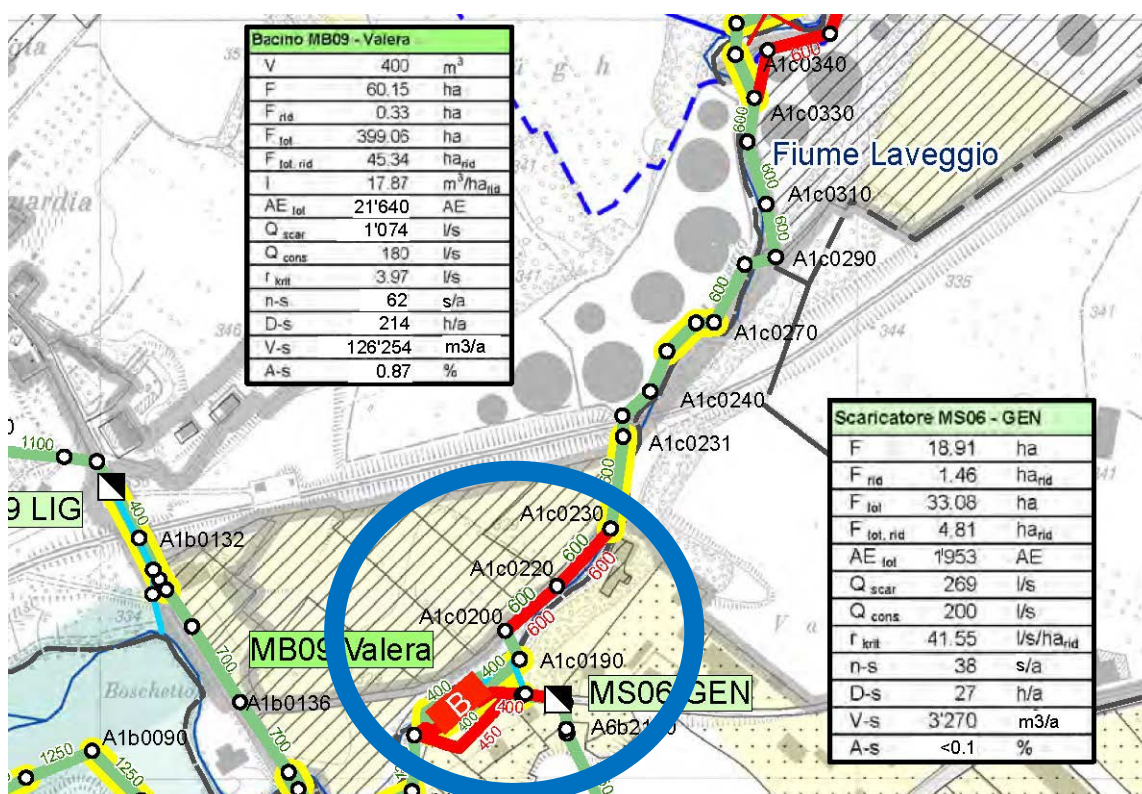 Bacino MB09 - Valera
V 400 m³
F 60.15 ha
F rid 0.33 ha
F tot 399.06 ha
F tot. rid 45.34 ha rid
I 17.87 m³/ha rid
AE tot 21'640 AE
Q scar 1'074 l/s
Q cons 180 l/s
r krit 3.97 l/s
n-s 62 s/a
D-s 214 h/a
V-s 126'254 m3/a
A-s 0.87 %
A1c0340
600
A1c0330
600
Fiume Laveggio
600
A1c0310
600
A1c0290
335
341
341
344
600
A1c0270
346
A1c0240
A1c0231
600
Scaricatore MS06 - GEN
F 18.91 ha
F rid 1.46 ha rid
F tot 33.08 ha
F tot. rid 4.81 ha rid
AE tot 1'953 AE
Q scar 269 l/s
Q cons 200 l/s
r krit 41.55 l/s/ha rid
n-s 38 s/a
D-s 27 h/a
V-s 3'270 m3/a
A-s <0.1 %
341
1100
9 LIG
400
A1b0132
A1c0230
600
600
A1c0220
600
600
A1c0200
334
MB09 Valera
A1c0190
400
400
B
400
400
450
MS06 GEN
700
Boschetto
A1b0136
A1b0090
700
1250
1250